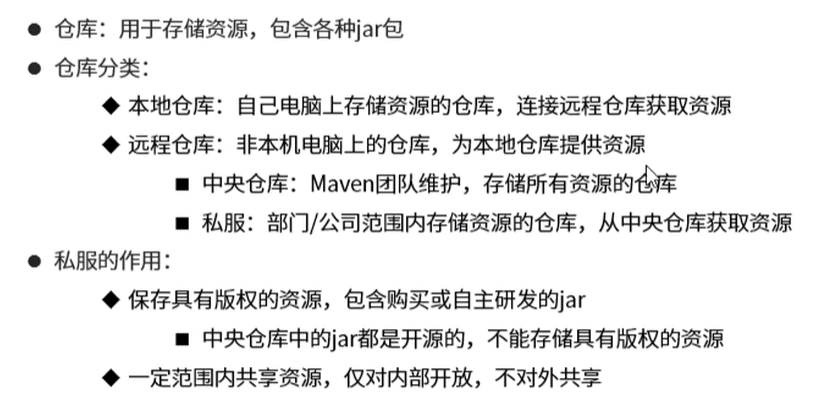 ● 仓库：用于存储资源，包含各种jar包
● 仓库分类：
◆ 本地仓库：自己电脑上存储资源的仓库，连接远程仓库获取资源
◆ 远程仓库：非本机电脑上的仓库，为本地仓库提供资源
■ 中央仓库：Maven团队维护，存储所有资源的仓库
■ 私服：部门/公司范围内存储资源的仓库，从中央仓库获取资源
● 私服的作用：
◆ 保存具有版权的资源，包含购买或自主研发的jar
■ 中央仓库中的jar都是开源的，不能存储具有版权的资源
◆ 一定范围内共享资源，仅对内部开放，不对外共享